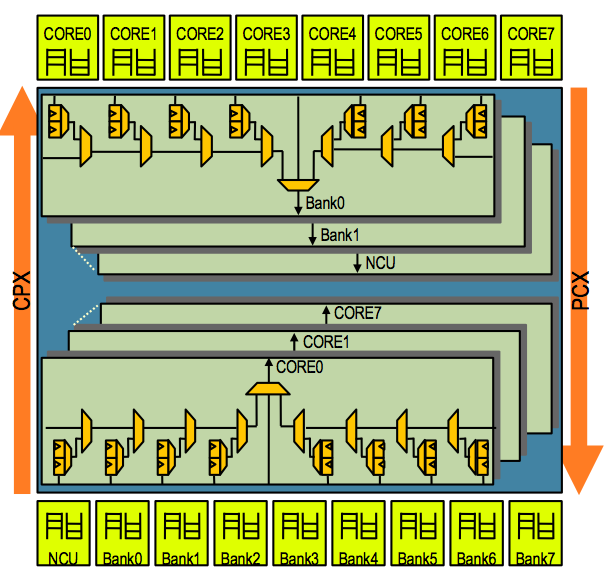 CORE0 CORE1 CORE2 CORE3 CORE4 CORE5 CORE6 CORE7
Bank0
Bank1
NCU
CPX
PCX
CORE7
CORE1
CORE0
NCU Bank0 Bank1 Bank2 Bank3 Bank4 Bank5 Bank6 Bank7